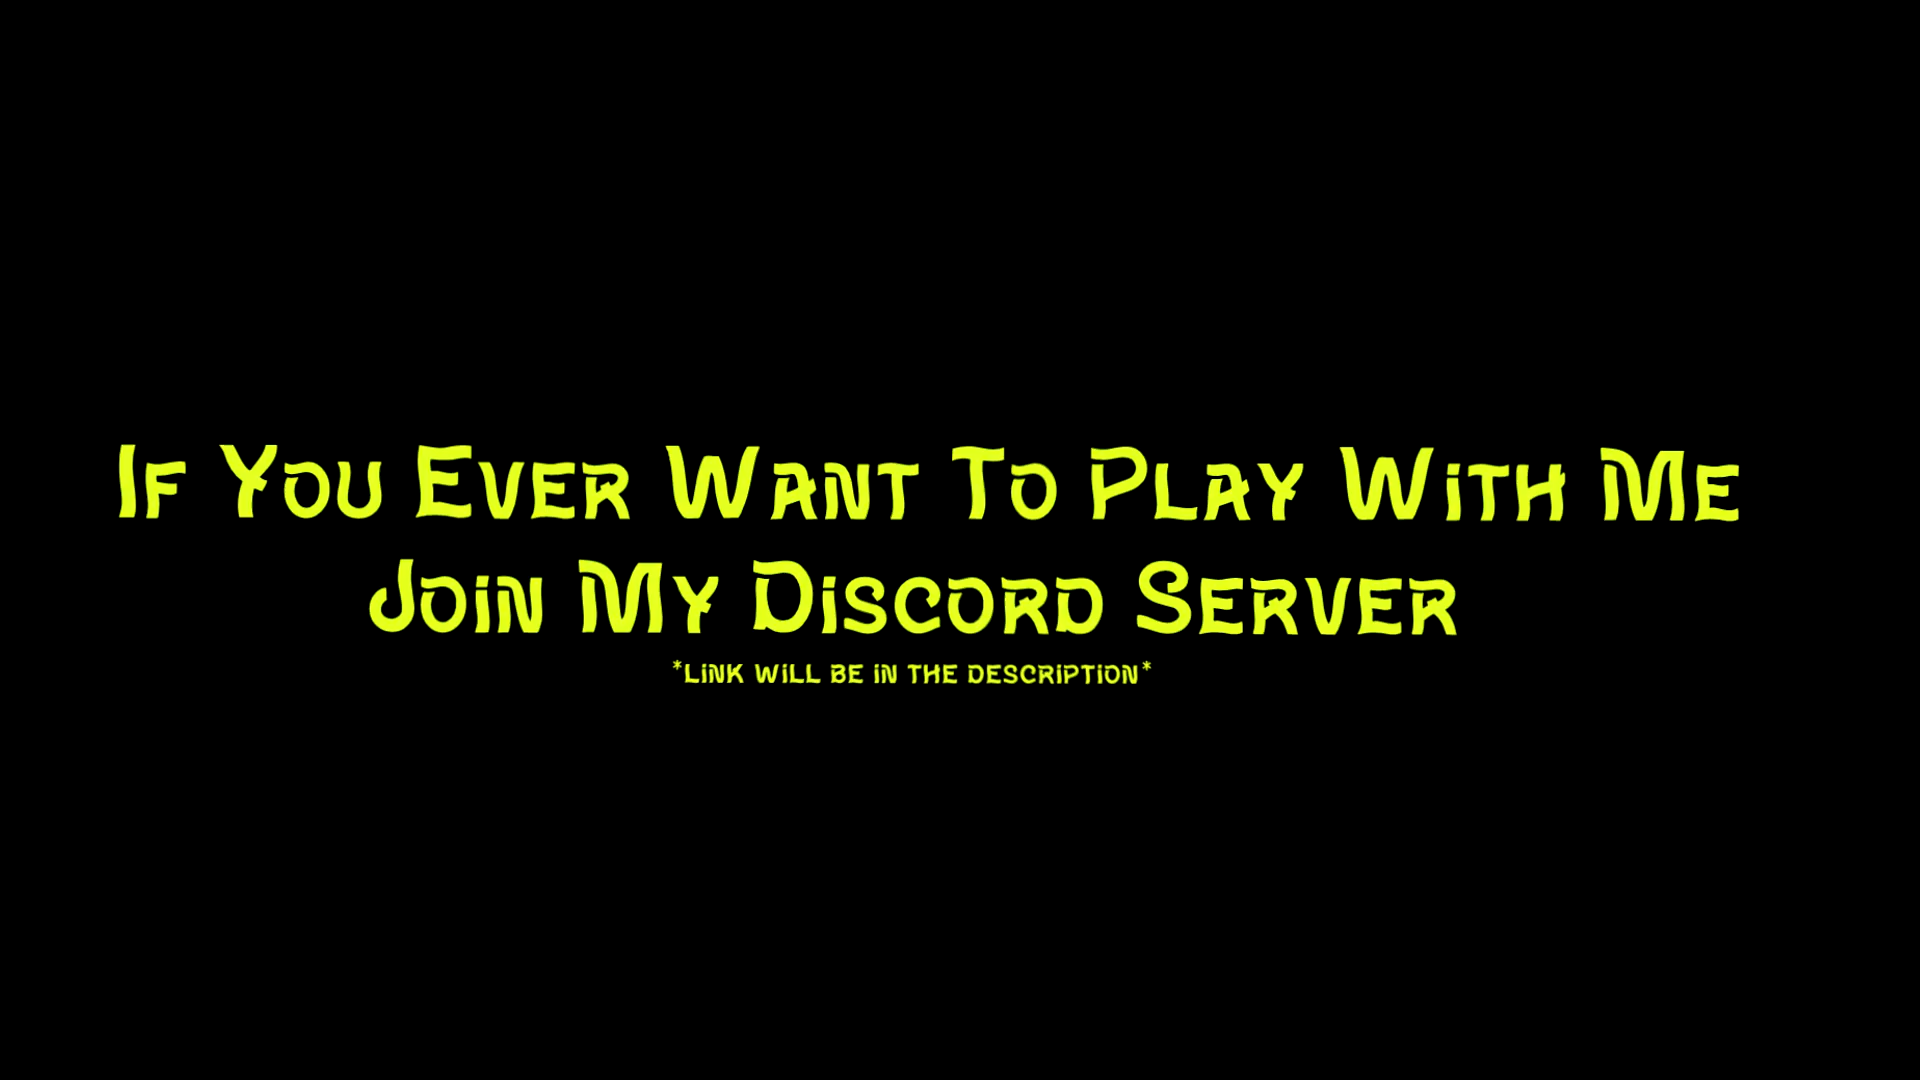 If You Ever Want To Play With Me
Join My Discord Server
*link will be in the description*